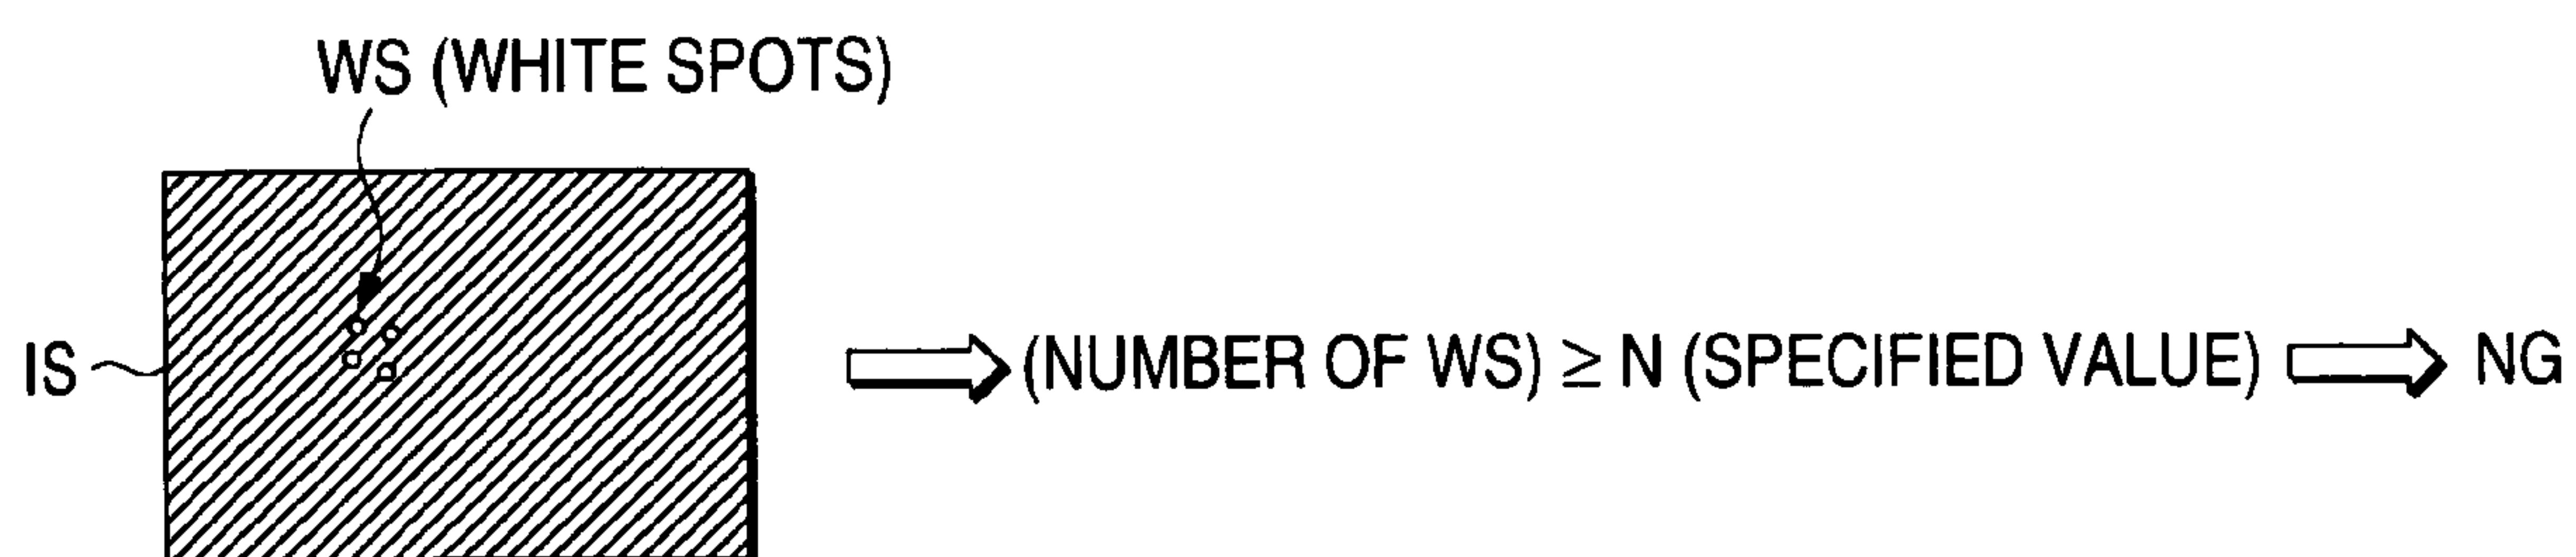 WS (WHITE SPOTS)
IS
(NUMBER OF WS) ≥ N (SPECIFIED VALUE)
NG